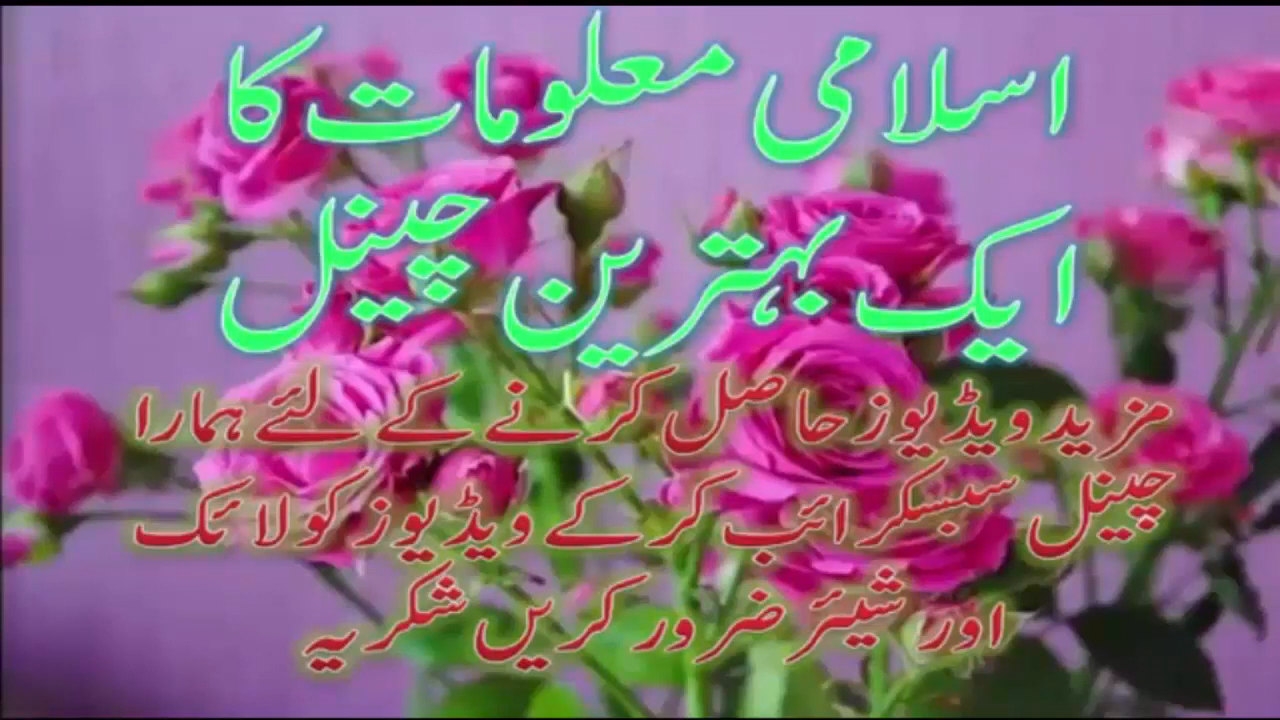 اسلامی معلومات کا
ایک بہترین چینل
مزید ویڈیوز حاصل کرنے کے لئے ہمارا
چینل سبسکرائب کر کے ویڈیوز کو لائک
اور شیئر ضرور کریں شکریہ